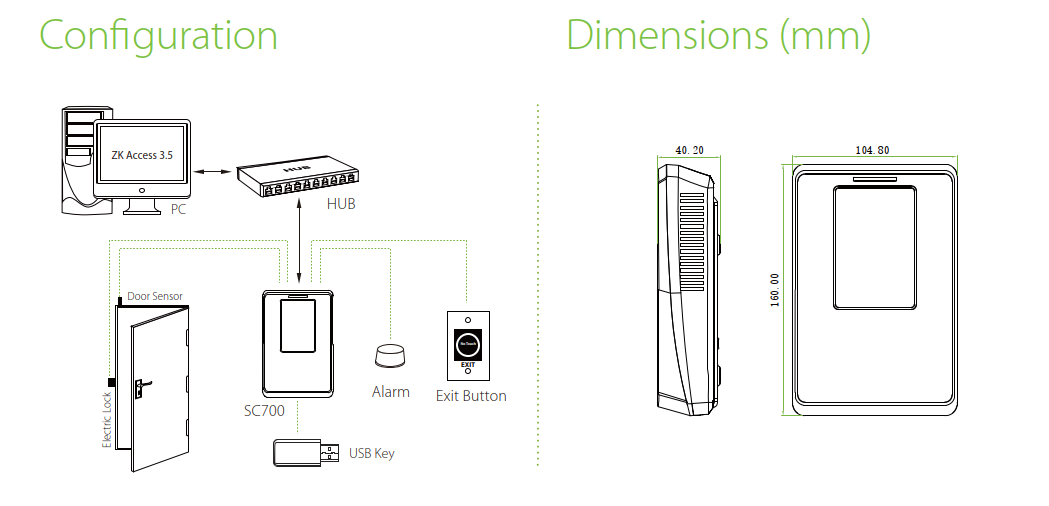 Configuration
Dimensions (mm)
ZK Access 3.5
PC
HUB
HUB
Door Sensor
Electric Lock
SC700
Alarm
No Touch
EXIT
Exit Button
USB Key
40.20
104.80
160.00